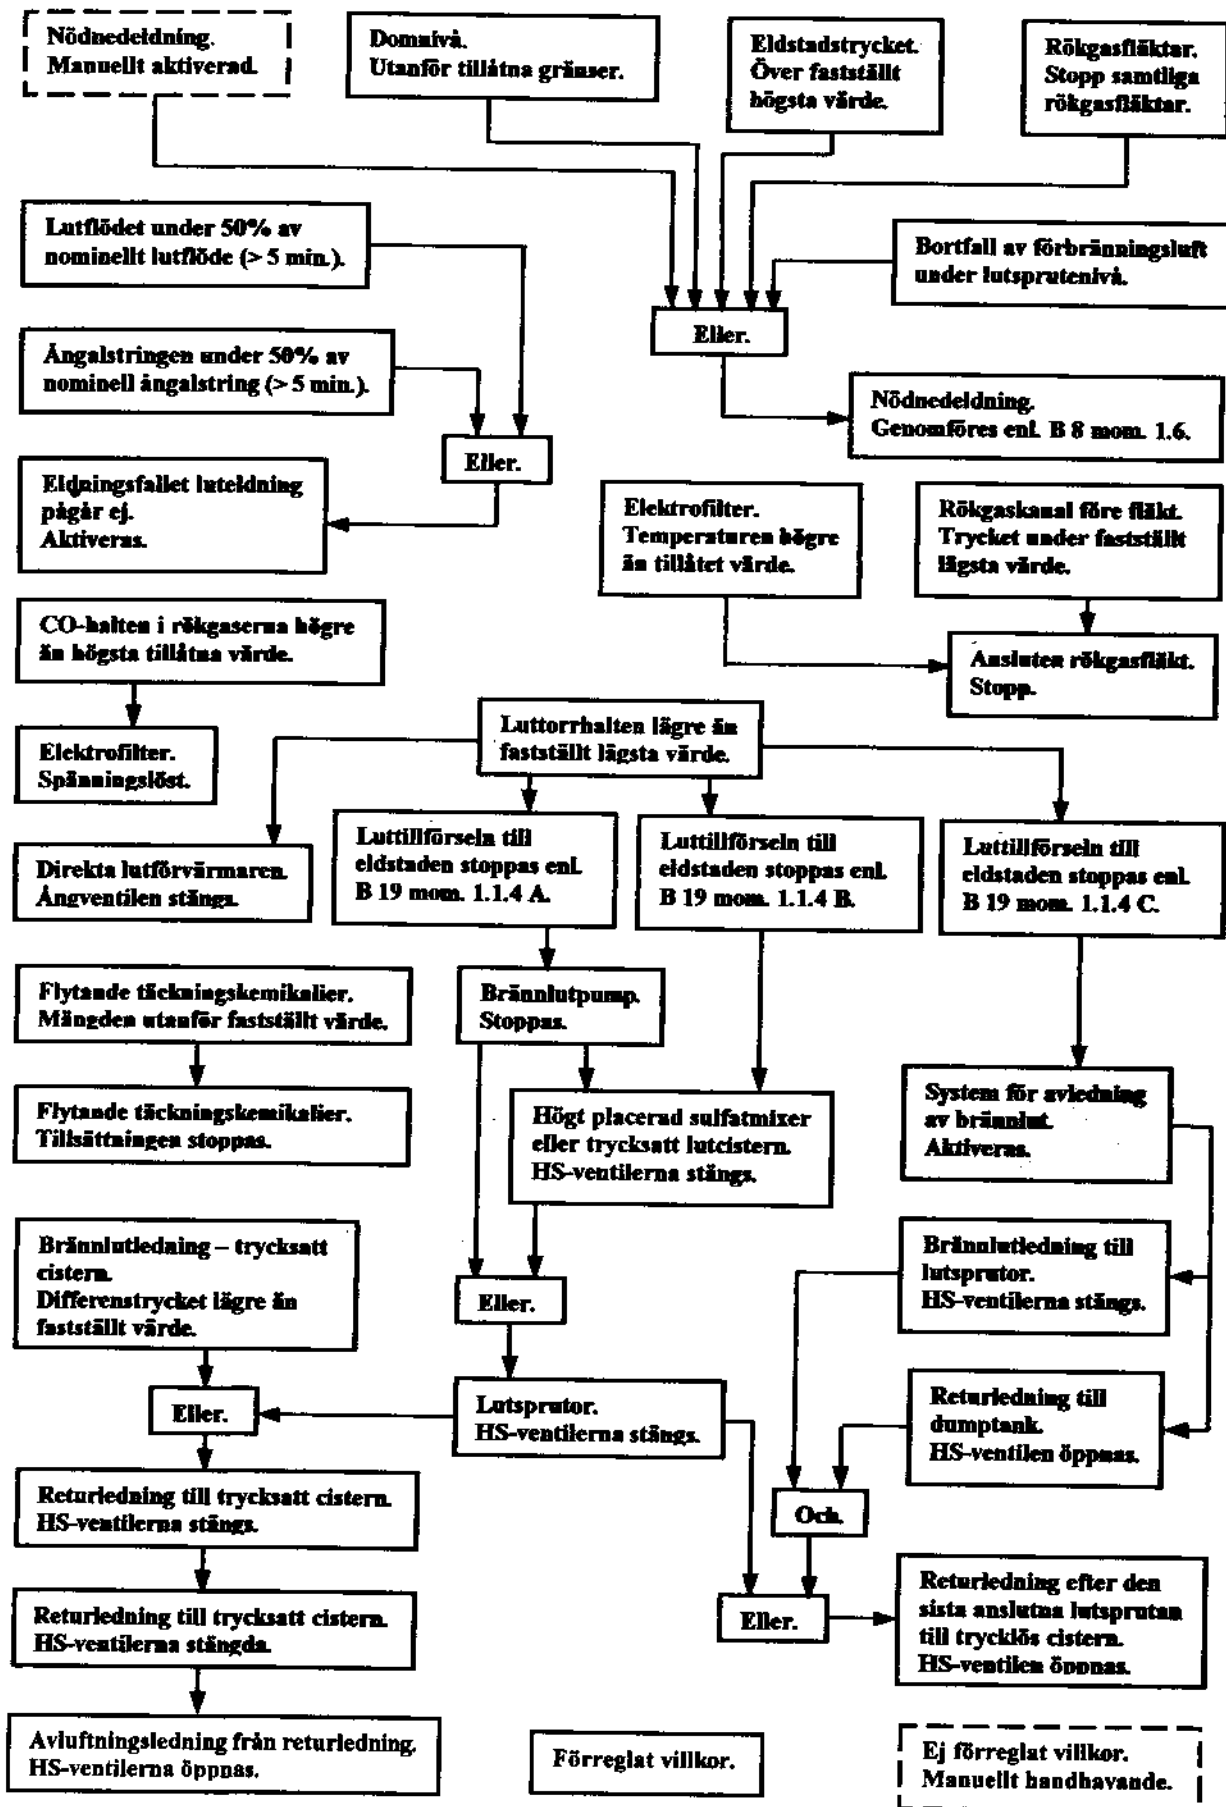 Nödnedeldning.
Manuellt aktiverad.
Domnivå.
Utanför tillåtna gränser.
Eldstadstrycket.
Över fastställt
högsta värde.
Rökgasfläktar.
Stopp samtliga
rökgasfläktar.
Lutflödet under 50% av
nominellt lutflöde (> 5 min.).
Bortfall av förbränningsluft
under lutsprutenivå.
Eller.
Ångalstringen under 50% av
nominell ångalstring (> 5 min.).
Nödnedeldning.
Genomföres enl. B 8 mom. 1.6.
Eller.
Eldningsfallet luteldning
pågår ej.
Aktiveras.
Elektrofilter.
Temperaturen högre
än tillåtet värde.
Rökgaskanal före fläkt.
Trycket under fastställt
lägsta värde.
CO-halten i rökgaserna högre
än högsta tillåtna värde.
Ansluten rökgasfläkt.
Stopp.
Elektrofilter.
Spänningslöst.
Luttorrhalten lägre än
fastställt lägsta värde.
Direkta lutförvärmaren.
Ångventilen stängs.
Luttillförseln till
eldstaden stoppas enl.
B 19 mom. 1.1.4 A.
Luttillförseln till
eldstaden stoppas enl.
B 19 mom. 1.1.4 B.
Luttillförseln till
eldstaden stoppas enl.
B 19 mom. 1.1.4 C.
Flytande täckningskemikalier.
Mängden utanför fastställt värde.
Brännlutpump.
Stoppas.
Flytande täckningskemikalier.
Tillsättningen stoppas.
Högt placerad sulfatmixer
eller trycksatt lutcistern.
HS-ventilerna stängs.
System för avledning
av brännlut.
Aktiveras.
Brännlutledning – trycksatt
cistern.
Differenstrycket lägre än
fastställt värde.
Eller.
Brännlutledning till
lutsprutor.
HS-ventilerna stängs.
Eller.
Lutsprutor.
HS-ventilerna stängs.
Returledning till
dumptank.
HS-ventilen öppnas.
Returledning till trycksatt cistern.
HS-ventilerna stängs.
Och.
Returledning till trycksatt cistern.
HS-ventilerna stängda.
Eller.
Returledning efter den
sista anslutna lutsprutan
till trycklös cistern.
HS-ventilen öppnas.
Avluftningsledning från returledning.
HS-ventilerna öppnas.
Förreglat villkor.
Ej förreglat villkor.
Manuellt handhavande.